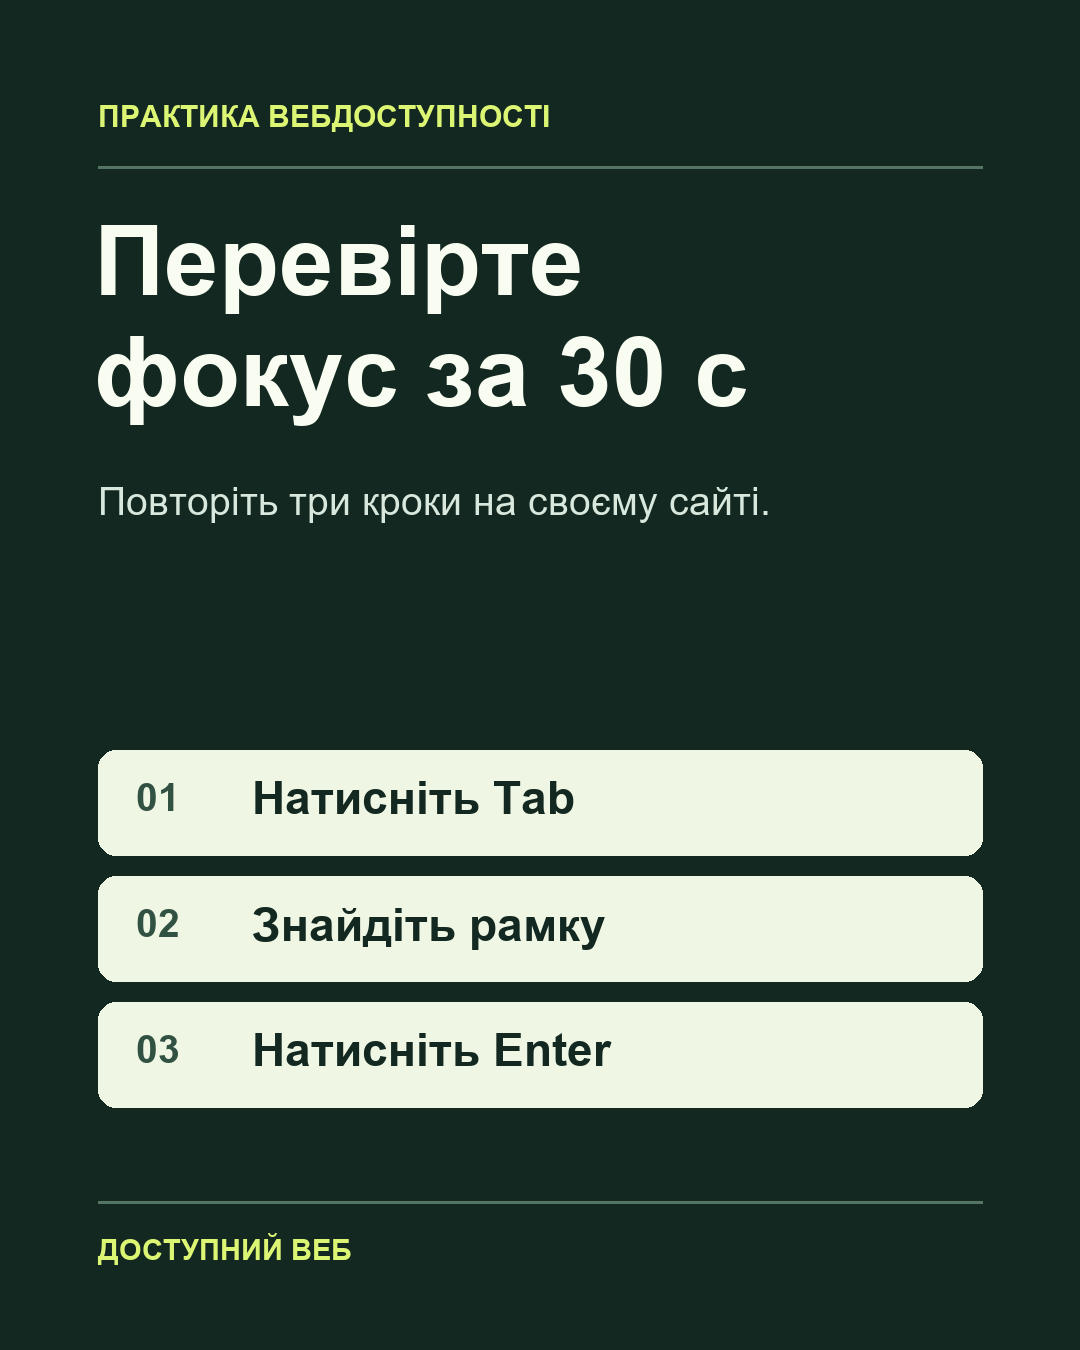 ПРАКТИКА ВЕБДОСТУПНОСТІ
Перевірте
фокус за 30 с
Повторіть три кроки на своєму сайті.
01 Натисніть Tab
02 Знайдіть рамку
03 Натисніть Enter
ДОСТУПНИЙ ВЕБ